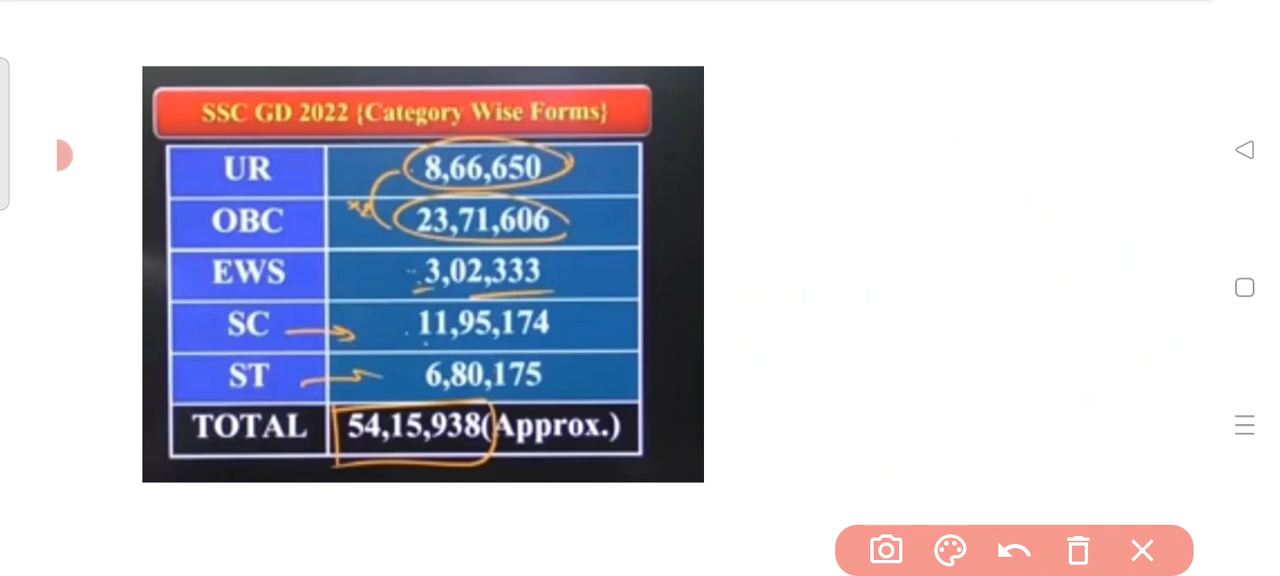 SSC GD 2022 {Category Wise Forms}
UR 8,66,650
OBC 23,71,606
EWS 3,02,333
SC 11,95,174
ST 6,80,175
TOTAL 54,15,938(Approx.)